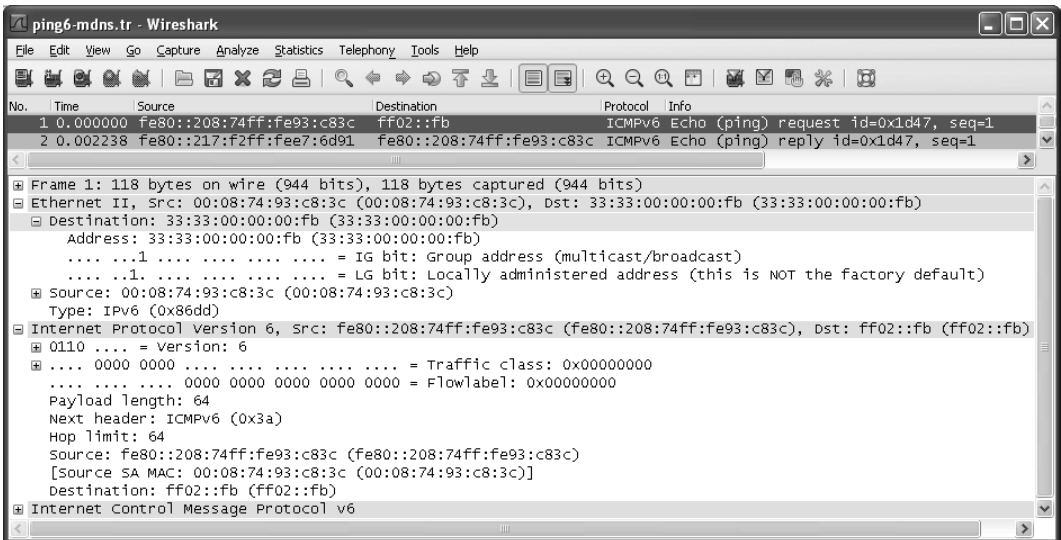 ping6-mdns.tr - Wireshark
File Edit View Go Capture Analyze Statistics Telephony Tools Help
No. Time Source Destination Protocol Info
1 0.000000 fe80::208:74ff:fe93:c83c ff02::fb ICMPv6 Echo (ping) request id=0x1d47, seq=1
2 0.002238 fe80::217:f2ff:fee7:6d91 fe80::208:74ff:fe93:c83c ICMPv6 Echo (ping) reply id=0x1d47, seq=1
Frame 1: 118 bytes on wire (944 bits), 118 bytes captured (944 bits)
Ethernet II, Src: 00:08:74:93:c8:3c (00:08:74:93:c8:3c), Dst: 33:33:00:00:00:fb (33:33:00:00:00:fb)
Destination: 33:33:00:00:00:fb (33:33:00:00:00:fb)
Address: 33:33:00:00:00:fb (33:33:00:00:00:fb)
.... ...1 .... .... .... .... = IG bit: Group address (multicast/broadcast)
.... ..1. .... .... .... .... = LG bit: Locally administered address (this is NOT the factory default)
Source: 00:08:74:93:c8:3c (00:08:74:93:c8:3c)
Type: IPv6 (0x86dd)
Internet Protocol Version 6, Src: fe80::208:74ff:fe93:c83c (fe80::208:74ff:fe93:c83c), Dst: ff02::fb (ff02::fb)
0110 .... = Version: 6
.... 0000 0000 .... .... .... .... .... = Traffic class: 0x00000000
.... .... .... 0000 0000 0000 0000 0000 = Flowlabel: 0x00000000
Payload length: 64
Next header: ICMPv6 (0x3a)
Hop limit: 64
Source: fe80::208:74ff:fe93:c83c (fe80::208:74ff:fe93:c83c)
[Source SA MAC: 00:08:74:93:c8:3c (00:08:74:93:c8:3c)]
Destination: ff02::fb (ff02::fb)
Internet Control Message Protocol v6